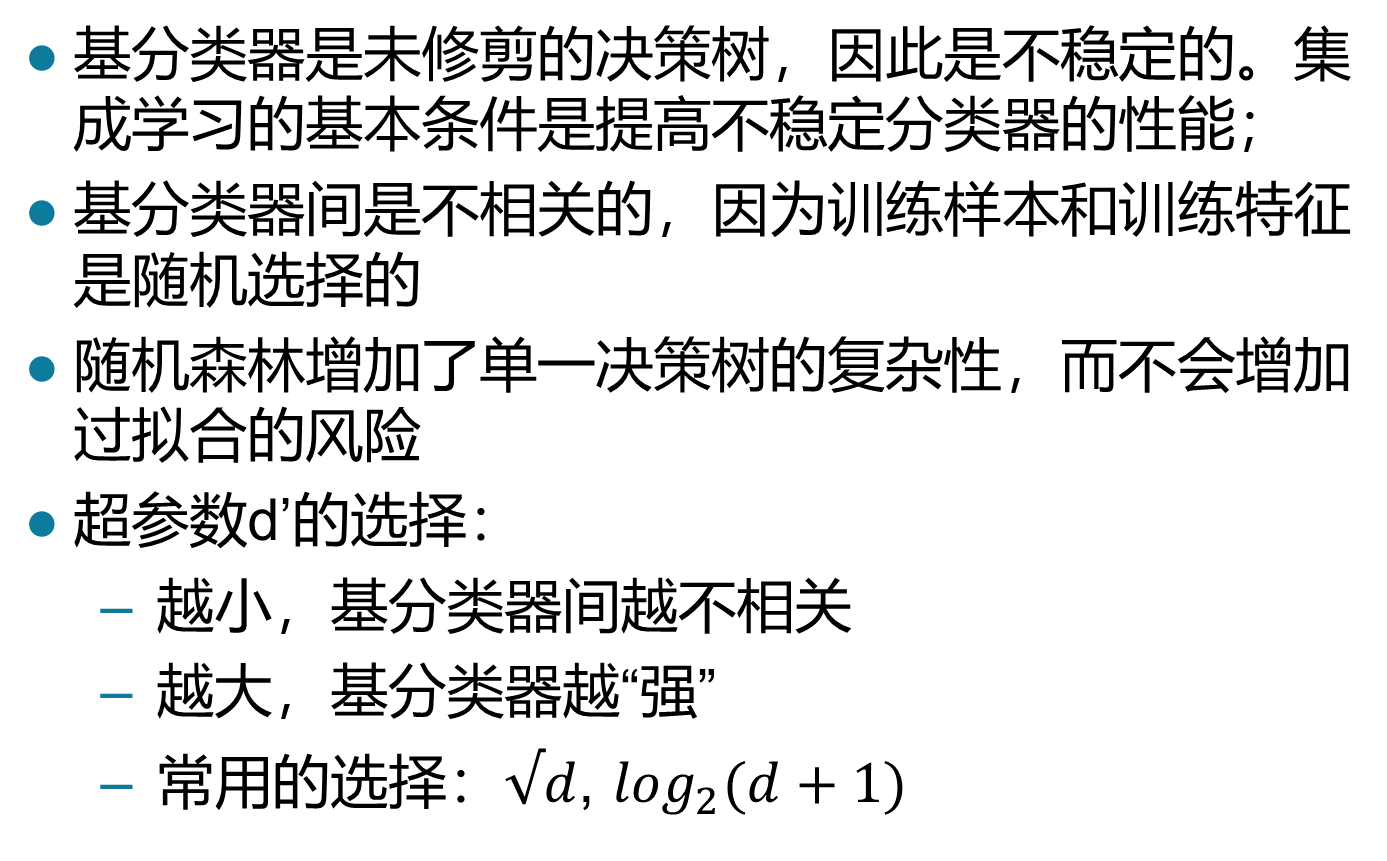 ● 基分类器是未修剪的决策树，因此是不稳定的。集
成学习的基本条件是提高不稳定分类器的性能；
● 基分类器间是不相关的，因为训练样本和训练特征
是随机选择的
● 随机森林增加了单一决策树的复杂性，而不会增加
过拟合的风险
● 超参数d’的选择：
– 越小，基分类器间越不相关
– 越大，基分类器越“强”
– 常用的选择：√d, log₂(d + 1)